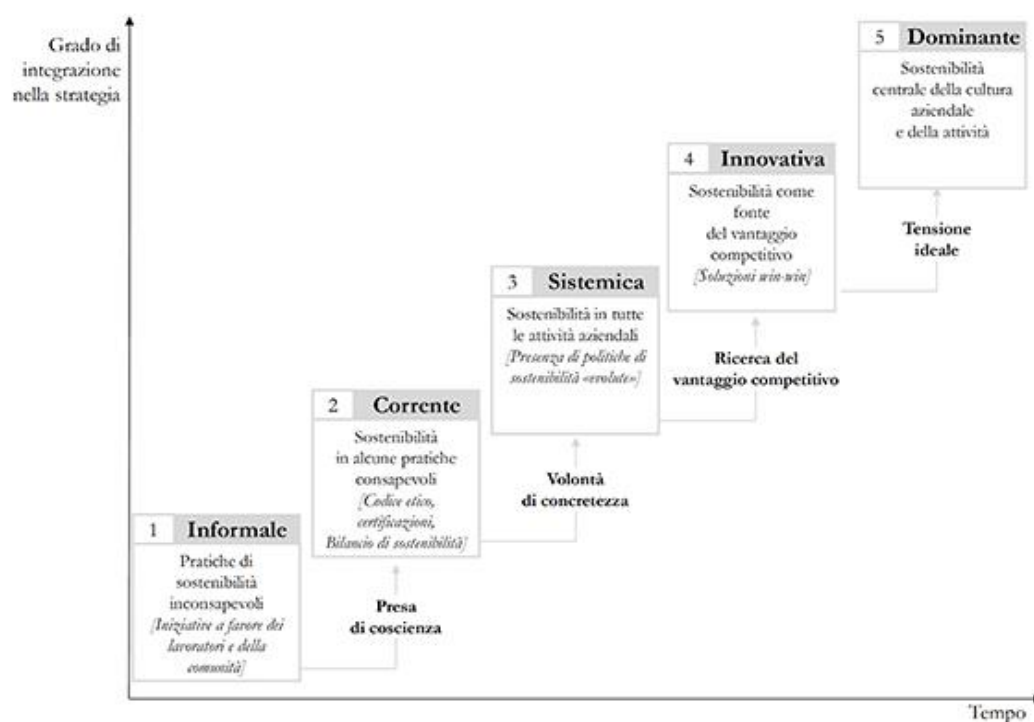 Grado di
integrazione
nella strategia
5 Dominante
Sostenibilità
centrale della cultura
aziendale
e della attività
4 Innovativa
Sostenibilità come
fonte
del vantaggio
competitivo
[Soluzioni win-win]
Tensione
ideale
3 Sistemica
Sostenibilità in tutte
le attività aziendali
[Presenza di politiche di
sostenibilità «evolute»]
Ricerca del
vantaggio competitivo
2 Corrente
Sostenibilità
in alcune pratiche
consapevoli
[Codice etico,
certificazioni,
Bilancio di sostenibilità]
Volontà
di concretezza
1 Informale
Pratiche di
sostenibilità
inconsapevoli
[Iniziative a favore dei
lavoratori e della
comunità]
Presa
di coscienza
Tempo